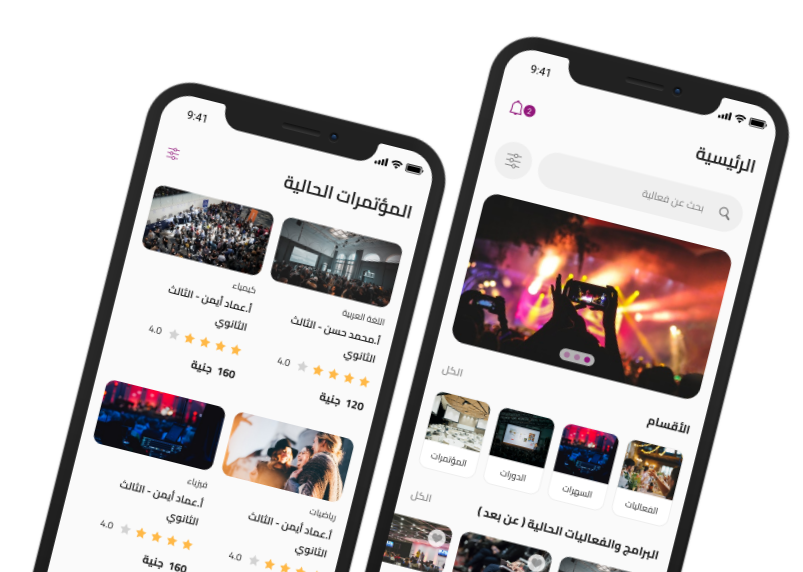 9:41
المؤتمرات الحالية
اللغة العربية
أ.محمد حسن - الثالث
الثانوي
4.0
120 جنية
كيمياء
أ.عماد أيمن - الثالث
الثانوي
4.0
160 جنية
رياضيات
أ.عماد أيمن - الثالث
الثانوي
4.0
فيزياء
أ.عماد أيمن - الثالث
الثانوي
4.0
160 جنية
9:41
2
الرئيسية
بحث عن فعالية
الأقسام
الكل
الفعاليات
السهرات
الدورات
المؤتمرات
البرامج والفعاليات الحالية ( عن بعد )
الكل